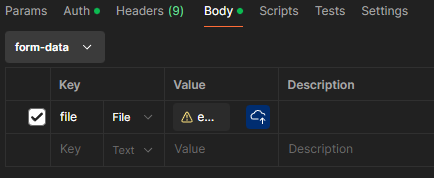 Params Auth Headers (9) Body Scripts Tests Settings
form-data
Key Value Description
file File e...
Key Text Value Description